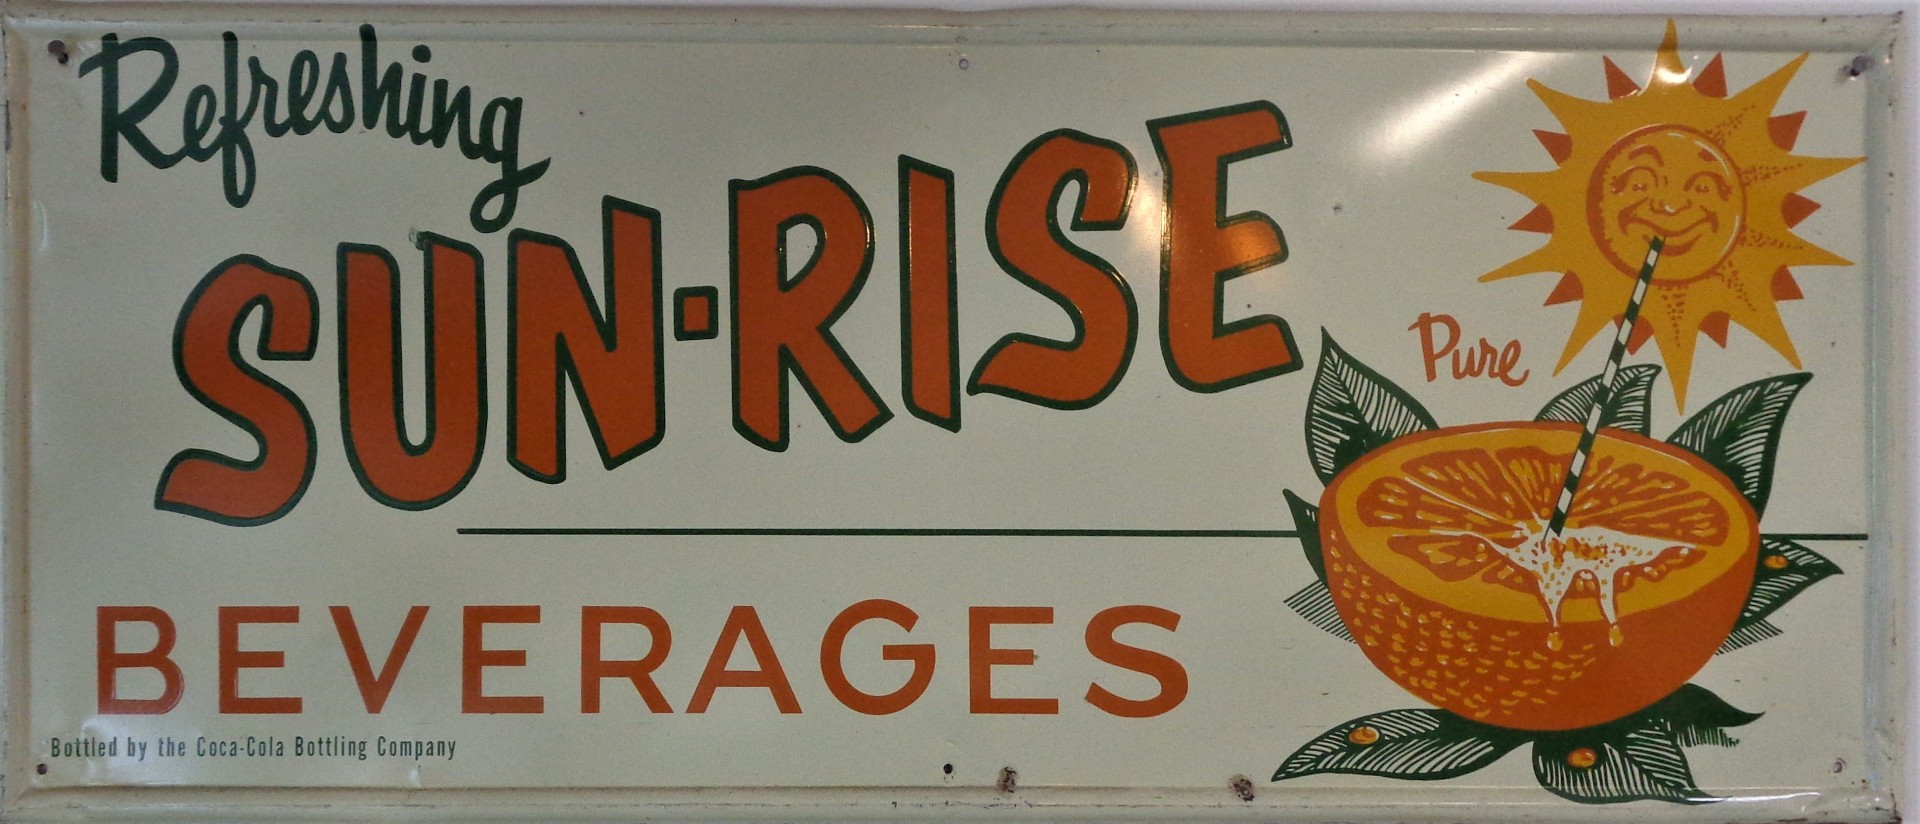 Refreshing
SUN-RISE
Pure
BEVERAGES
Bottled by the Coca-Cola Bottling Company